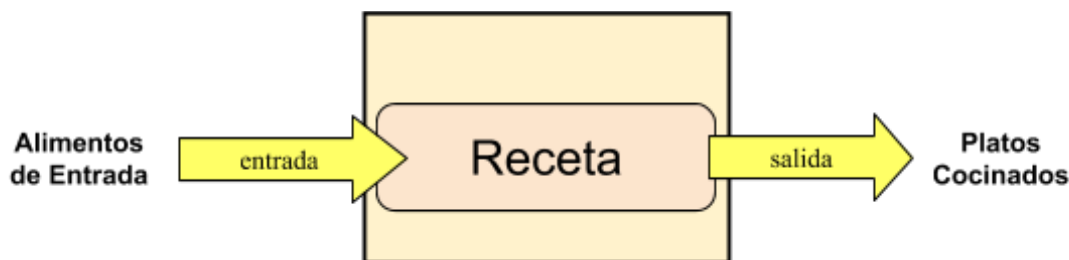 Alimentos
de Entrada
entrada
Receta
salida
Platos
Cocinados